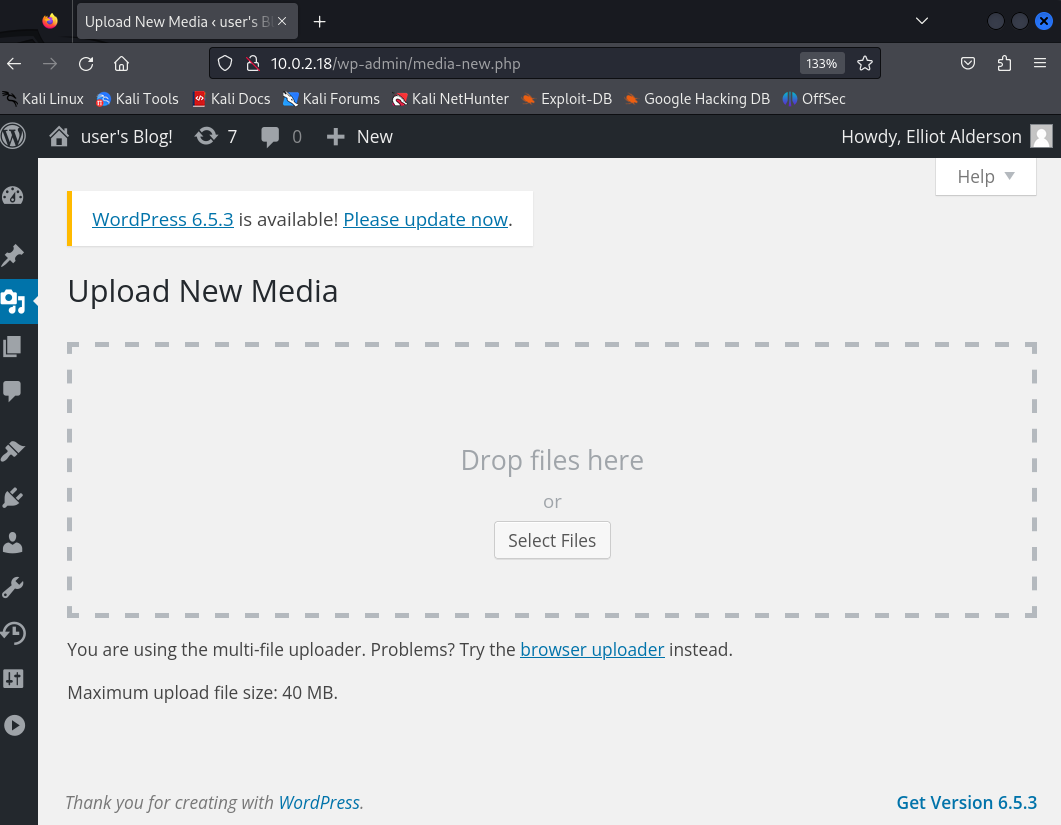 Upload New Media ‹ user's B
10.0.2.18/wp-admin/media-new.php 133%
Kali Linux Kali Tools Kali Docs Kali Forums Kali NetHunter Exploit-DB Google Hacking DB OffSec
user's Blog! 7 0 New Howdy, Elliot Alderson
Help
WordPress 6.5.3 is available! Please update now.
Upload New Media
Drop files here
or
Select Files
You are using the multi-file uploader. Problems? Try the browser uploader instead.
Maximum upload file size: 40 MB.
Thank you for creating with WordPress. Get Version 6.5.3